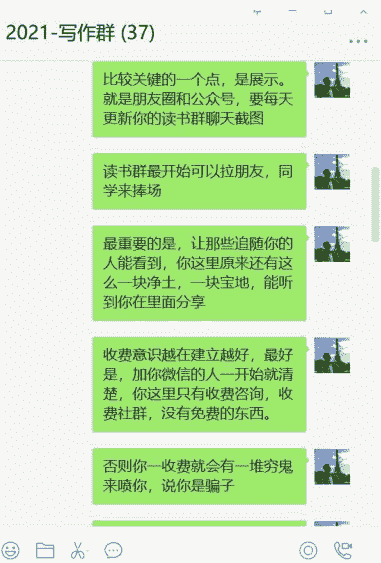 2021-写作群 (37)
比较关键的一个点，是展示。
就是朋友圈和公众号，要每天
更新你的读书群聊天截图
读书群最开始可以拉朋友，同
学来捧场
最重要的是，让那些追随你的
人能看到，你这里原来还有这
么一块净土，一块宝地，能听
到你在里面分享
收费意识越在建立越好，最好
是，加你微信的人一开始就清
楚，你这里只有收费咨询，收
费社群，没有免费的东西。
否则你一收费就会有一堆穷鬼
来喷你，说你是骗子